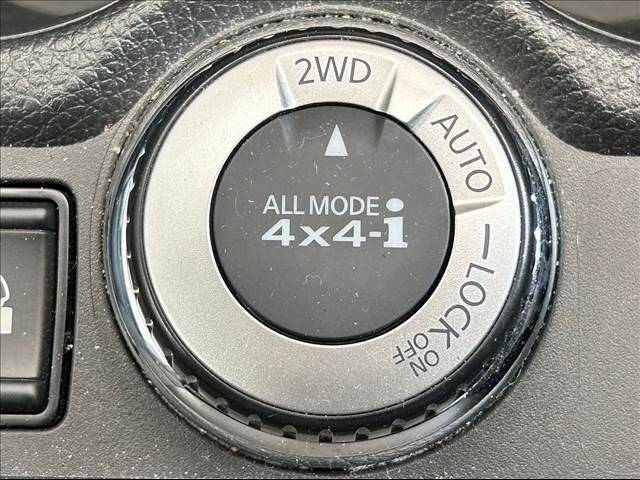 2WD
AUTO
LOCK
ON
OFF
ALL MODE
4x4-i